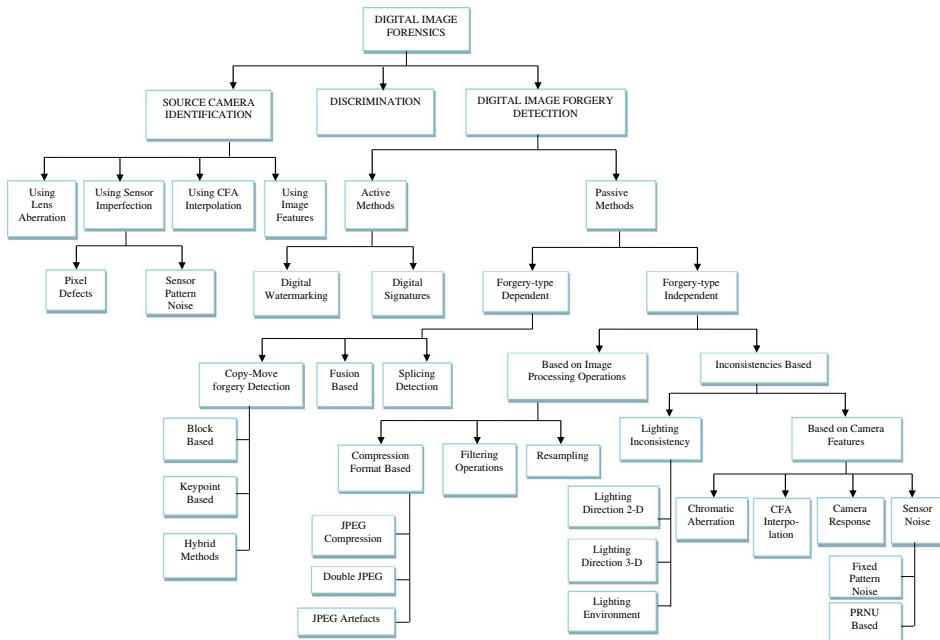 DIGITAL IMAGE
FORENSICS
SOURCE CAMERA
IDENTIFICATION
DISCRIMINATION
DIGITAL IMAGE FORGERY
DETECITION
Using
Lens
Aberration
Using Sensor
Imperfection
Using CFA
Interpolation
Using
Image
Features
Active
Methods
Passive
Methods
Pixel
Defects
Sensor
Pattern
Noise
Digital
Watermarking
Digital
Signatures
Forgery-type
Dependent
Forgery-type
Independent
Copy-Move
forgery Detection
Fusion
Based
Splicing
Detection
Based on Image
Processing Operations
Inconsistencies Based
Block
Based
Keypoint
Based
Hybrid
Methods
Compression
Format Based
Filtering
Operations
Resampling
Lighting
Inconsistency
Based on Camera
Features
JPEG
Compression
Double JPEG
JPEG Artefacts
Lighting
Direction 2-D
Lighting
Direction 3-D
Lighting
Environment
Chromatic
Aberration
CFA
Interpo-
lation
Camera
Response
Sensor
Noise
Fixed
Pattern
Noise
PRNU
Based